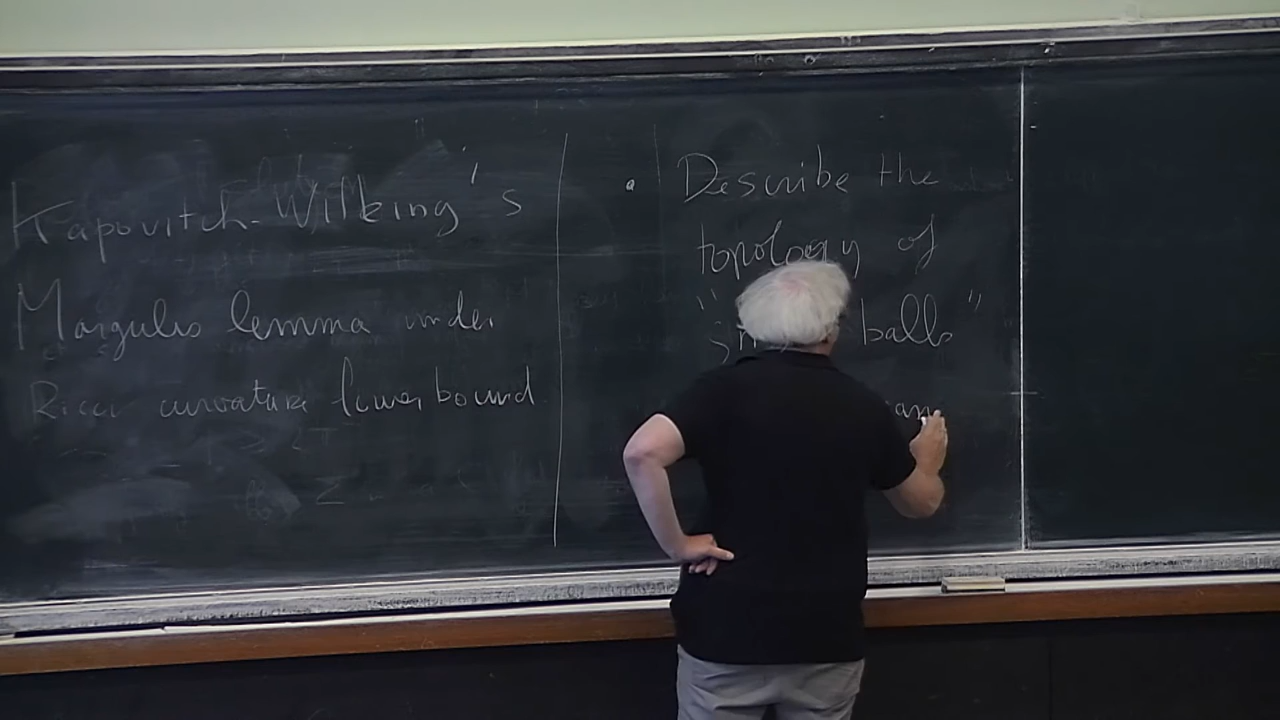 Kapovitch-Wilking's
Margulis lemma under
Ricci curvature lower bound
• Describe the
topology of
" balls"